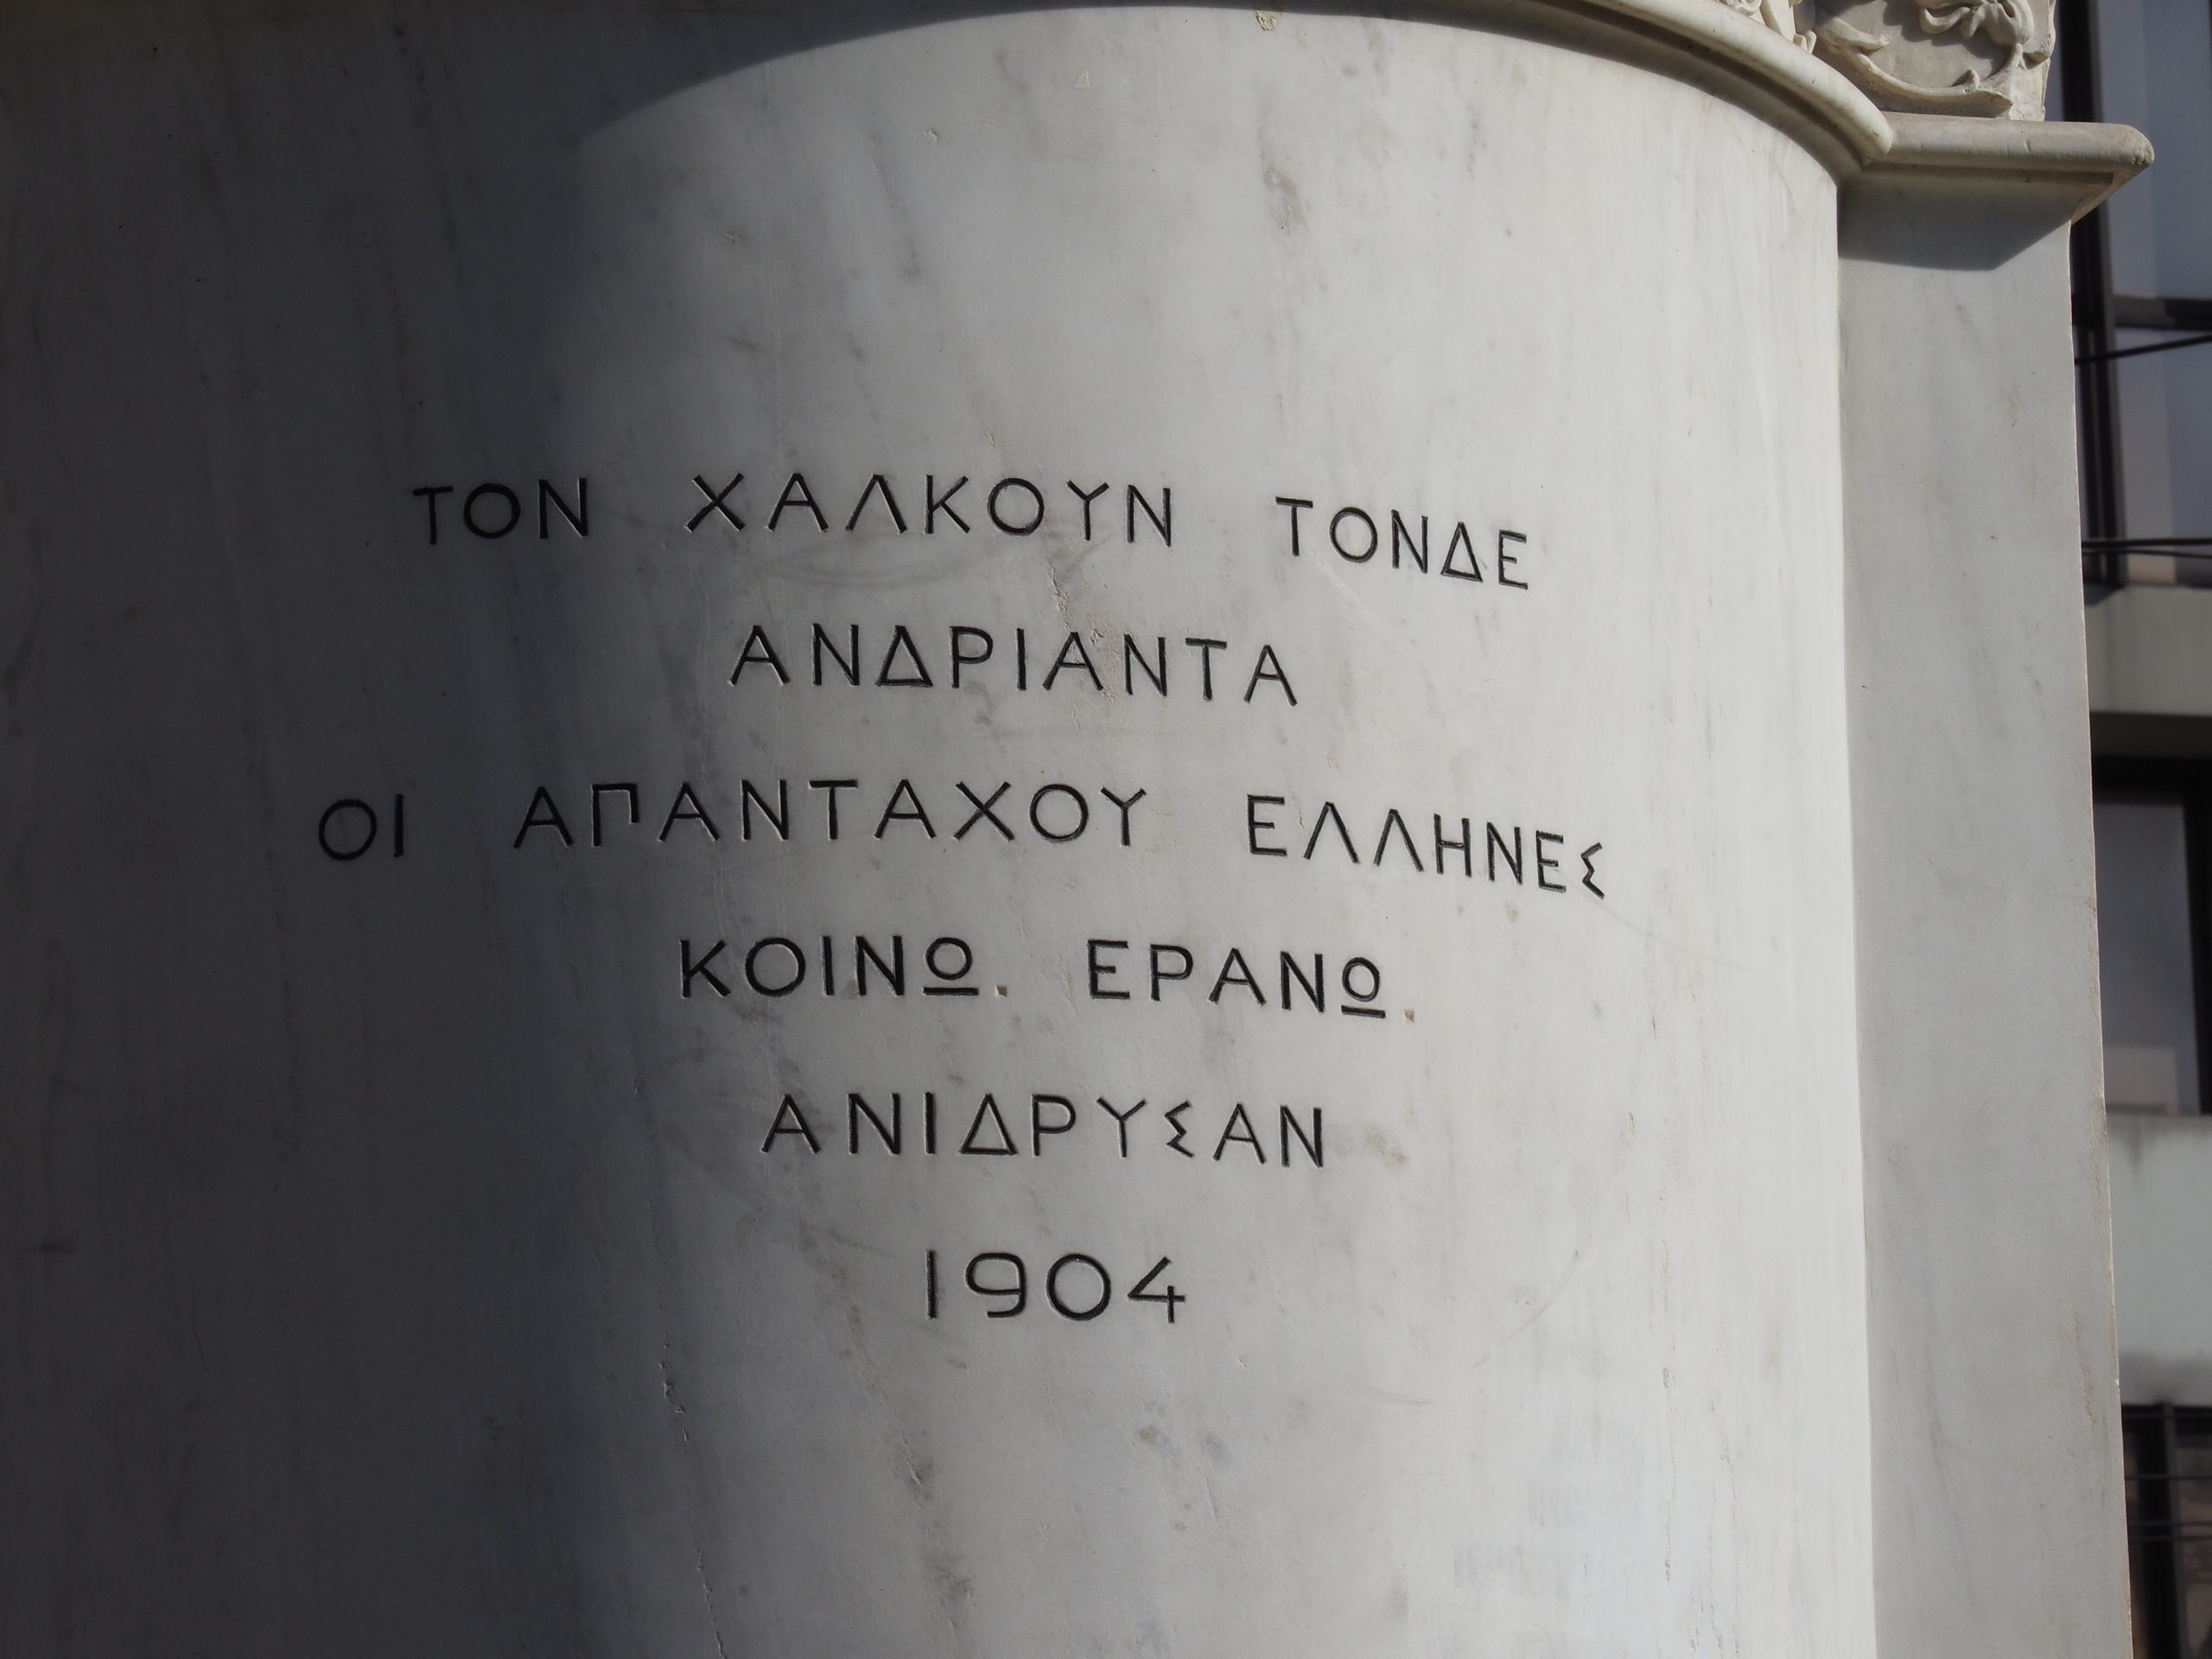 ΤΟΝ ΧΑΛΚΟΥΝ ΤΟΝΔΕ
ΑΝΔΡΙΑΝΤΑ
ΟΙ ΑΠΑΝΤΑΧΟΥ ΕΛΛΗΝΕΣ
ΚΟΙΝΩ. ΕΡΑΝΩ.
ΑΝΙΔΡΥΣΑΝ
1904